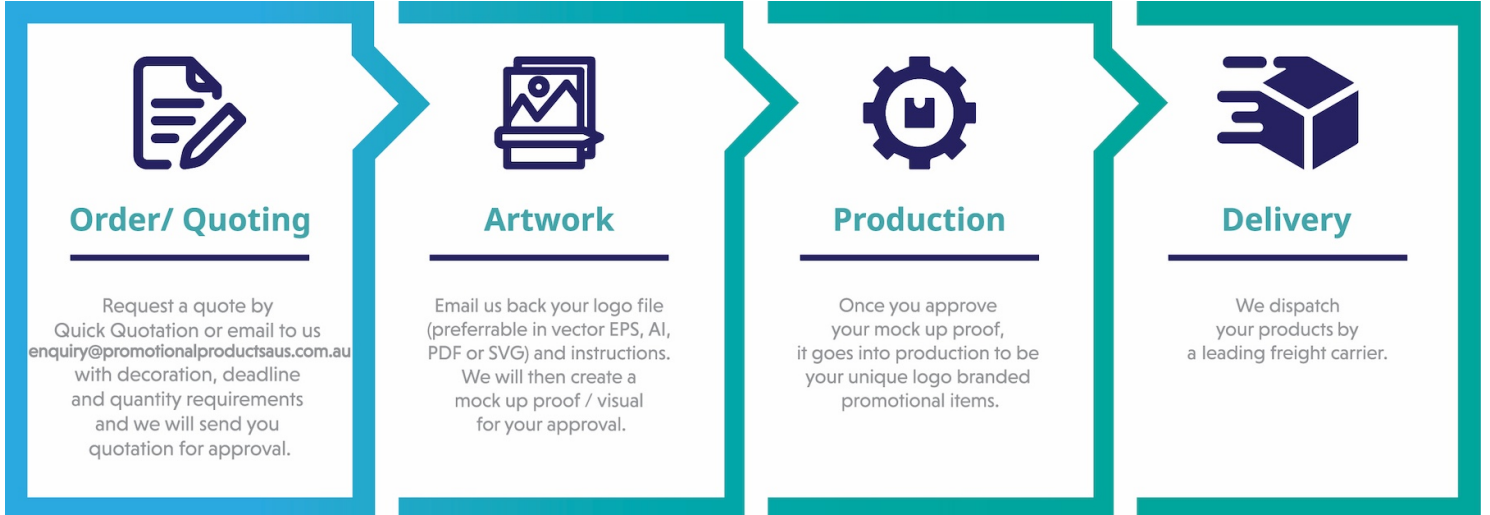 Order/ Quoting
Request a quote by
Quick Quotation or email to us
enquiry@promotionalproductsaus.com.au
with decoration, deadline
and quantity requirements
and we will send you
quotation for approval.
Artwork
Email us back your logo file
(preferrable in vector EPS, AI,
PDF or SVG) and instructions.
We will then create a
mock up proof / visual
for your approval.
Production
Once you approve
your mock up proof,
it goes into production to be
your unique logo branded
promotional items.
Delivery
We dispatch
your products by
a leading freight carrier.